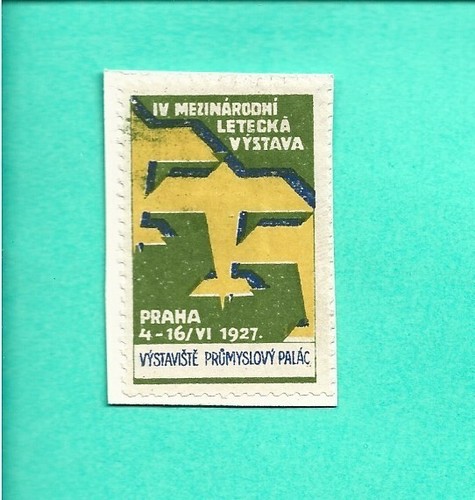 IV MEZINÁRODNÍ
LETECKÁ
VÝSTAVA
PRAHA
4-16/VI 1927.
VÝSTAVIŠTĚ PRŮMYSLOVÝ PALÁC